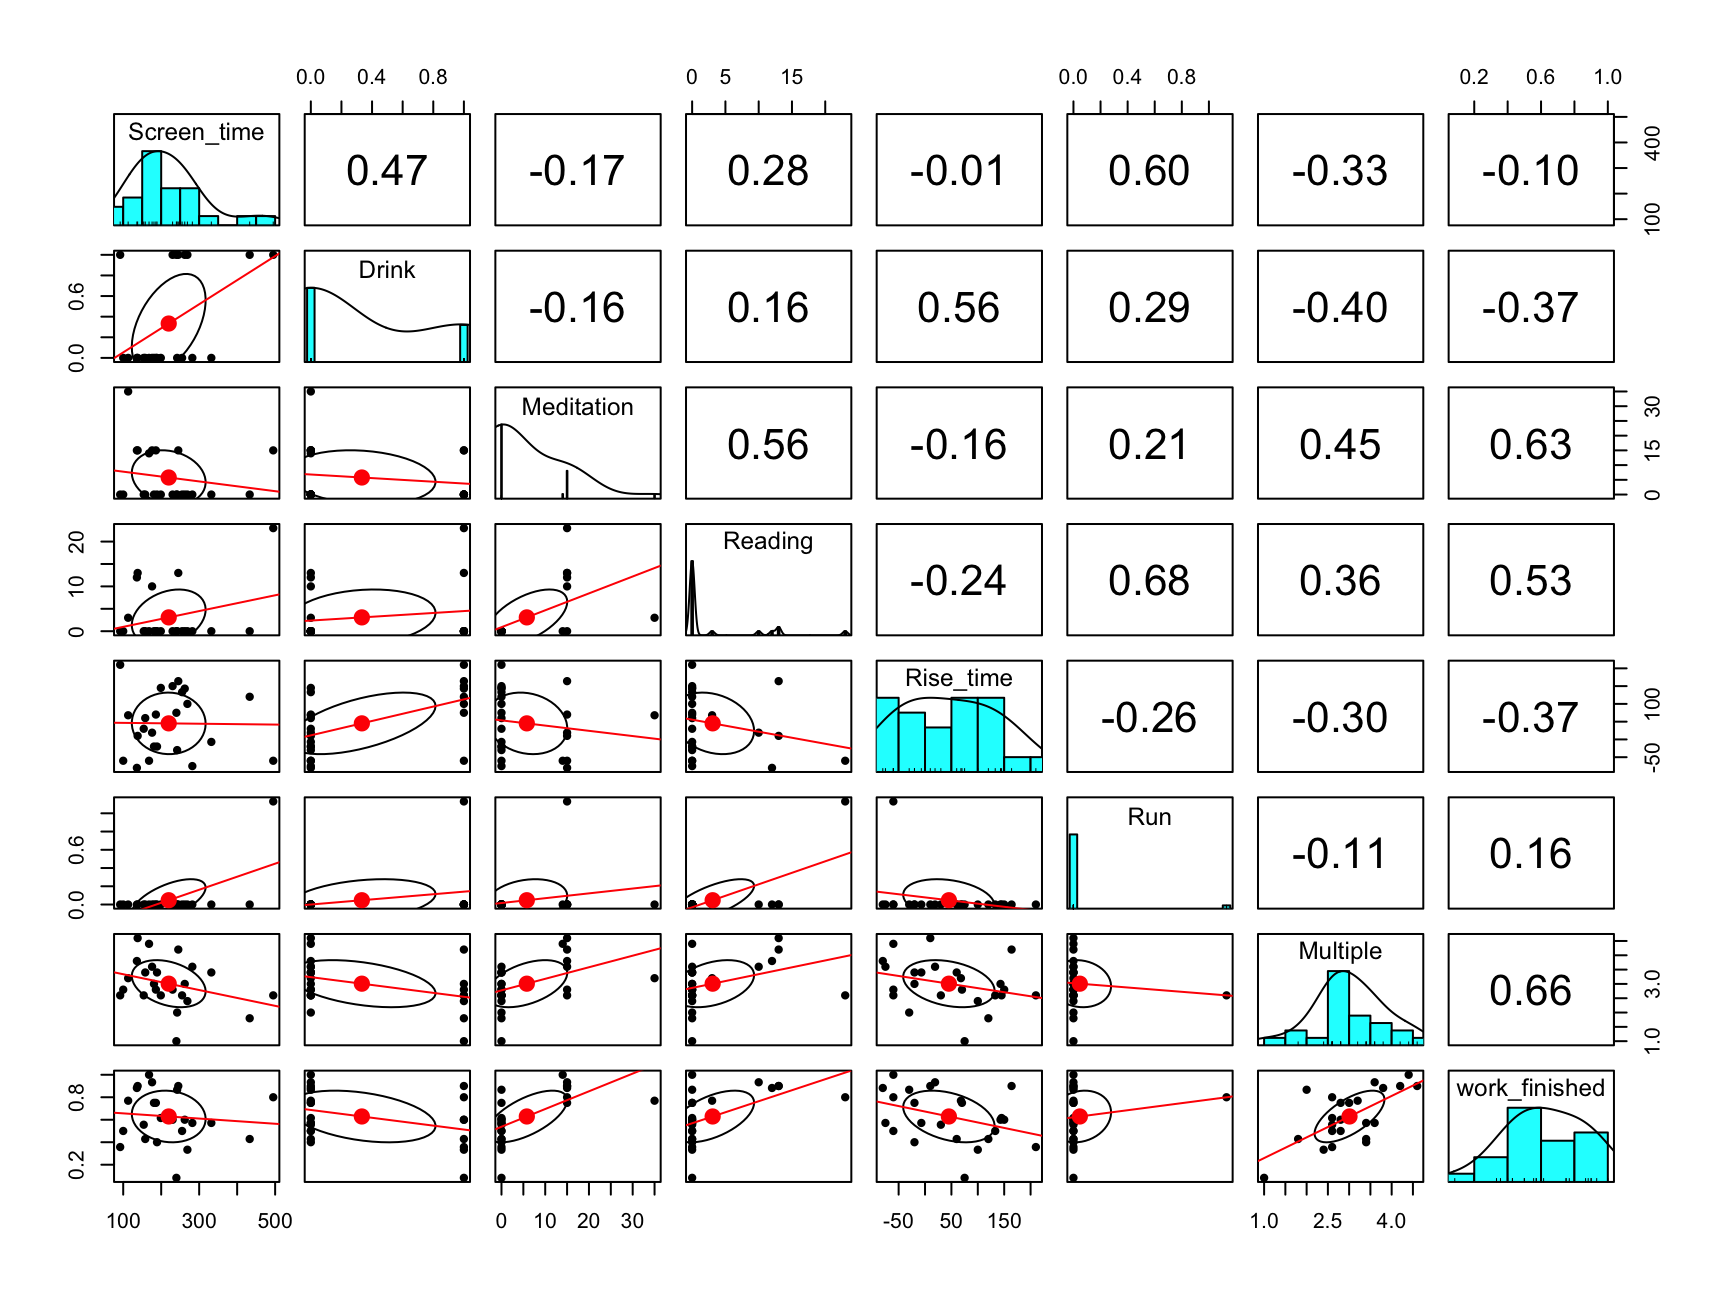 0.0 0.4 0.8 0 5 15 0.0 0.4 0.8 0.2 0.6 1.0
Screen_time 0.47 -0.17 0.28 -0.01 0.60 -0.33 -0.10 100 400
0.0 0.6 Drink -0.16 0.16 0.56 0.29 -0.40 -0.37
Meditation 0.56 -0.16 0.21 0.45 0.63 0 15 30
0 10 20 Reading -0.24 0.68 0.36 0.53
Rise_time -0.26 -0.30 -0.37 -50 100
0.0 0.6 Run -0.11 0.16
Multiple 0.66 1.0 3.0
0.2 0.8 work_finished
100 300 500 0 10 20 30 -50 50 150 1.0 2.5 4.0